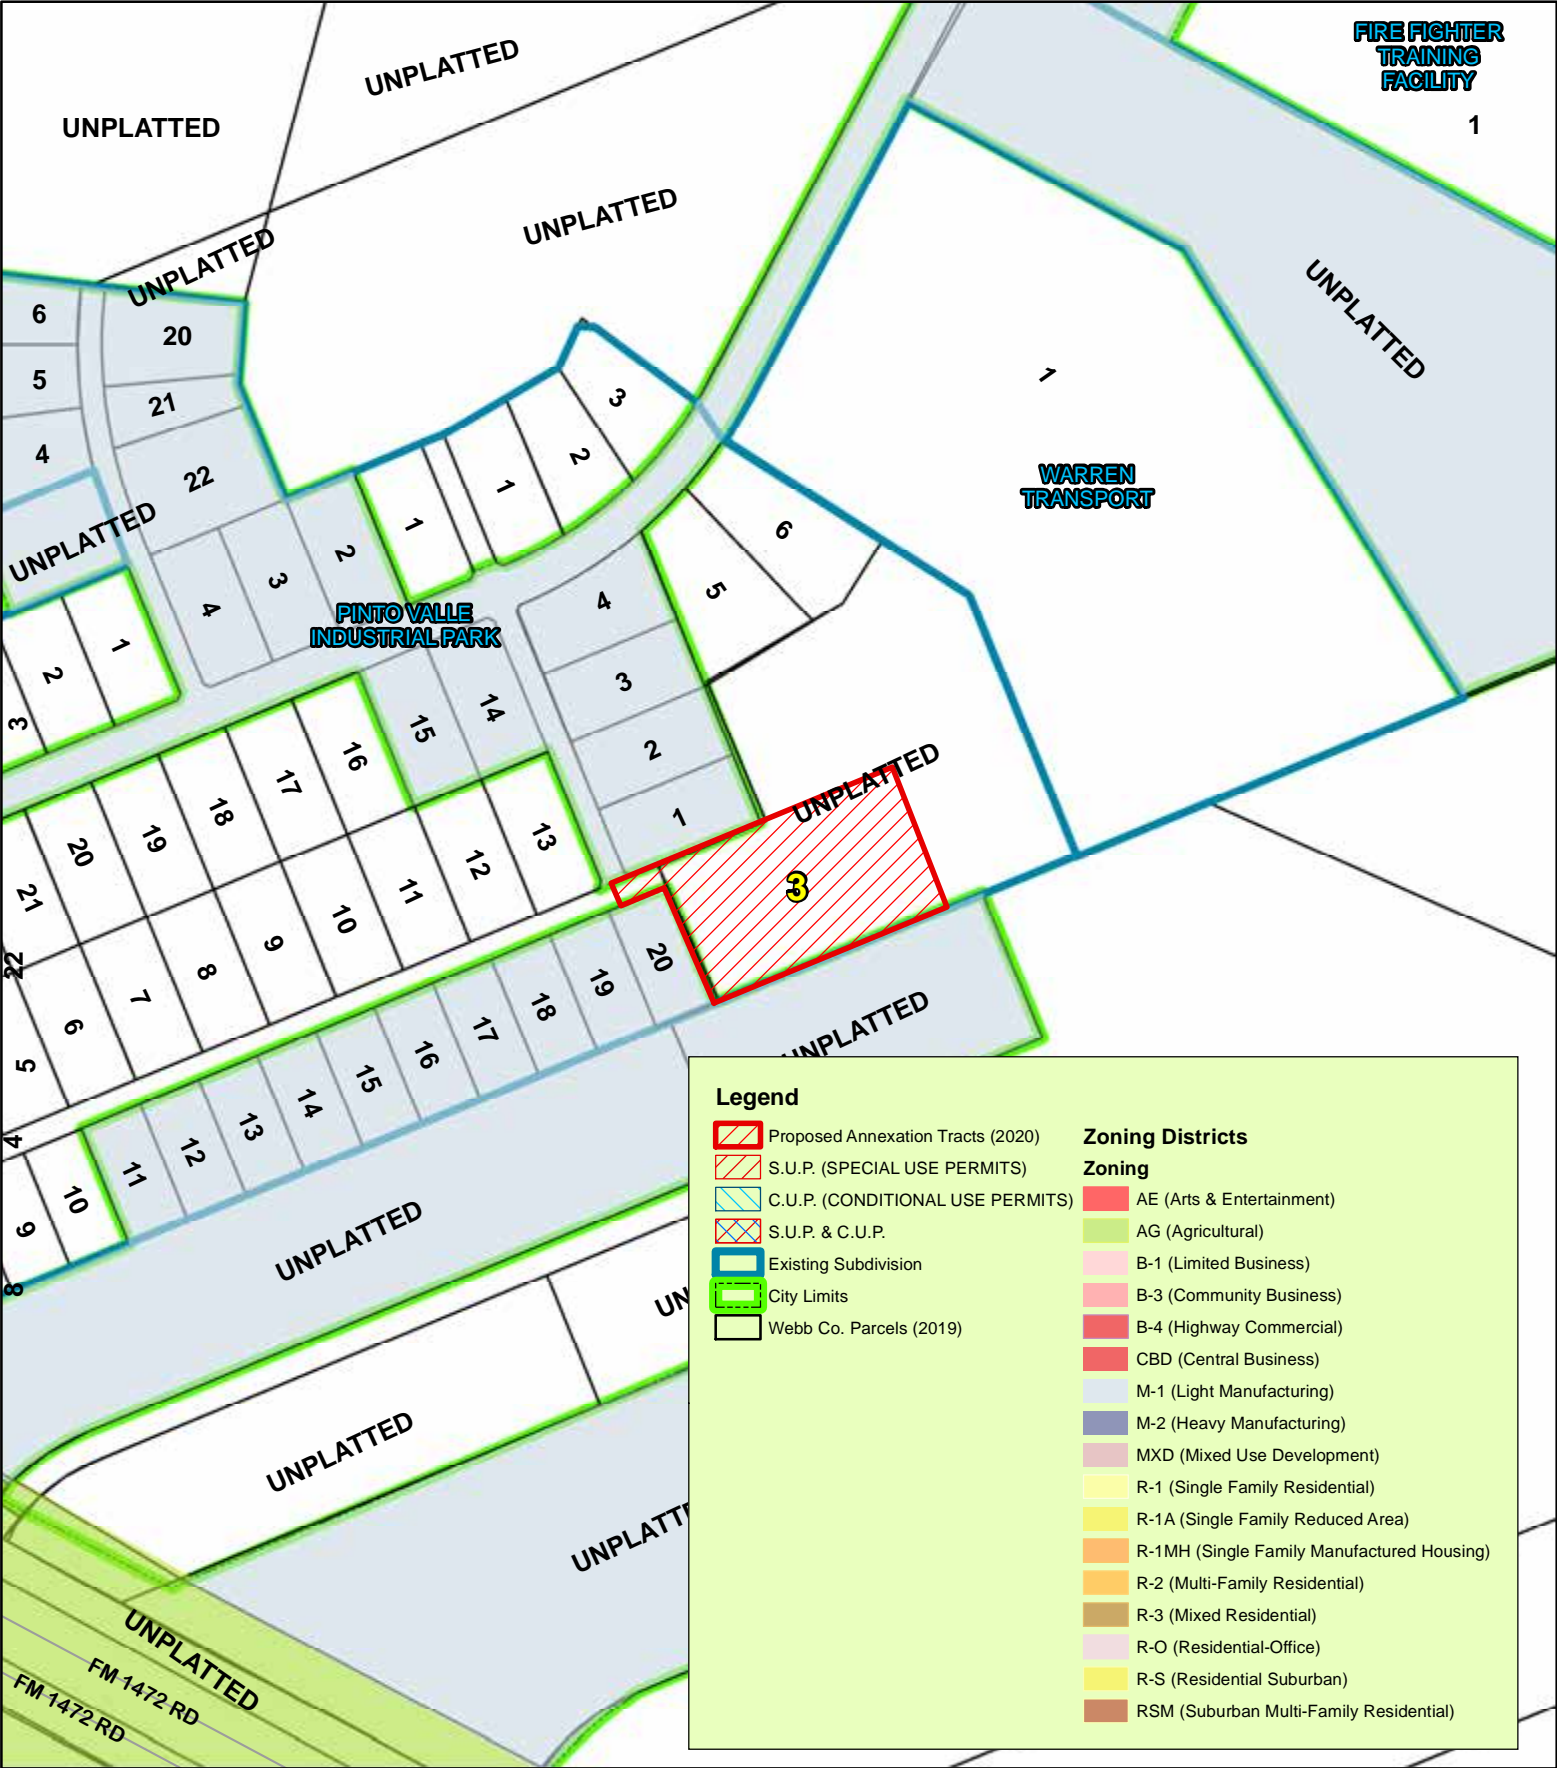 UNPLATTED
UNPLATTED
FIRE FIGHTER
TRAINING
FACILITY
1
UNPLATTED
UNPLATTED
UNPLATTED
6
5
4
20
21
22
UNPLATTED
4
3
2
1
1
2
3
6
5
1
WARREN
TRANSPORT
PINTO VALLE
INDUSTRIAL PARK
4
3
2
1
1
2
3
15
14
16
17
18
19
20
21
22
13
12
11
10
9
8
7
6
5
4
UNPLATTED
3
20
19
18
17
16
15
14
13
12
11
10
9
8
UNPLATTED
UNPLATTED
UN
UNPLATTED
UNPLATT
UNPLATTED
FM 1472 RD
FM 1472 RD
Legend
Proposed Annexation Tracts (2020)
S.U.P. (SPECIAL USE PERMITS)
C.U.P. (CONDITIONAL USE PERMITS)
S.U.P. & C.U.P.
Existing Subdivision
City Limits
Webb Co. Parcels (2019)
Zoning Districts
Zoning
AE (Arts & Entertainment)
AG (Agricultural)
B-1 (Limited Business)
B-3 (Community Business)
B-4 (Highway Commercial)
CBD (Central Business)
M-1 (Light Manufacturing)
M-2 (Heavy Manufacturing)
MXD (Mixed Use Development)
R-1 (Single Family Residential)
R-1A (Single Family Reduced Area)
R-1MH (Single Family Manufactured Housing)
R-2 (Multi-Family Residential)
R-3 (Mixed Residential)
R-O (Residential-Office)
R-S (Residential Suburban)
RSM (Suburban Multi-Family Residential)